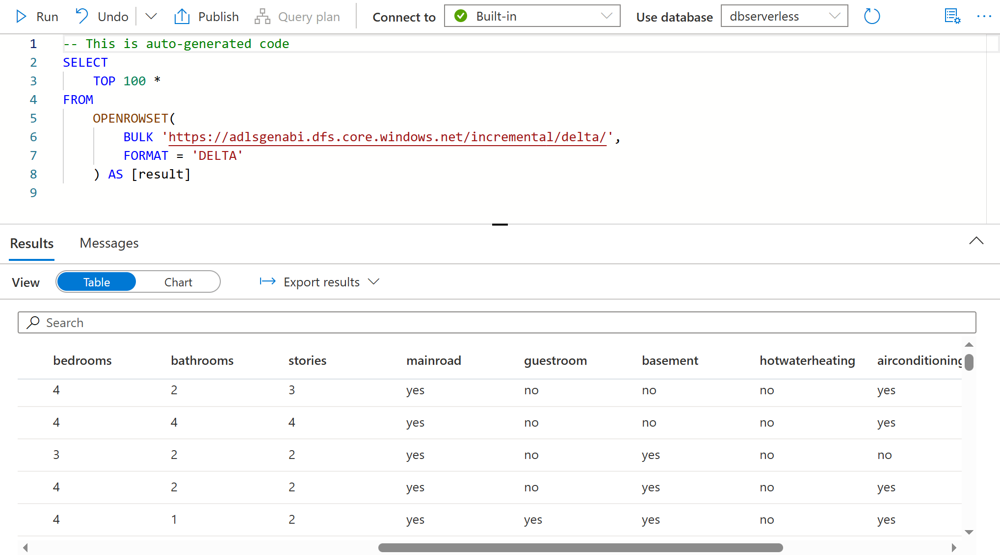 Run Undo Publish Query plan Connect to Built-in Use database dbserverless
1 -- This is auto-generated code
2 SELECT
3 TOP 100 *
4 FROM
5 OPENROWSET(
6 BULK 'https://adlsgenabi.dfs.core.windows.net/incremental/delta/',
7 FORMAT = 'DELTA'
8 ) AS [result]
9
Results Messages
View Table Chart Export results
Search
bedrooms bathrooms stories mainroad guestroom basement hotwaterheating airconditioning
4 2 3 yes no no no yes
4 4 4 yes no no no yes
3 2 2 yes no yes no no
4 2 2 yes no yes no yes
4 1 2 yes yes yes no yes